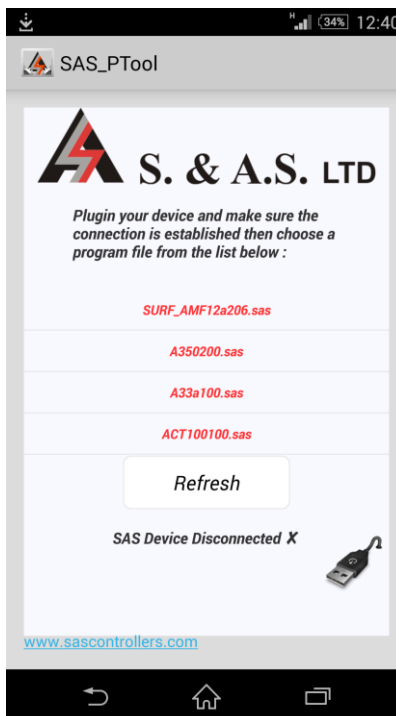 H 34% 12:40
SAS_PTool
S. & A.S. LTD
Plugin your device and make sure the
connection is established then choose a
program file from the list below :
SURF_AMF12a206.sas
A350200.sas
A33a100.sas
ACT100100.sas
Refresh
SAS Device Disconnected ✘
www.sascontrollers.com